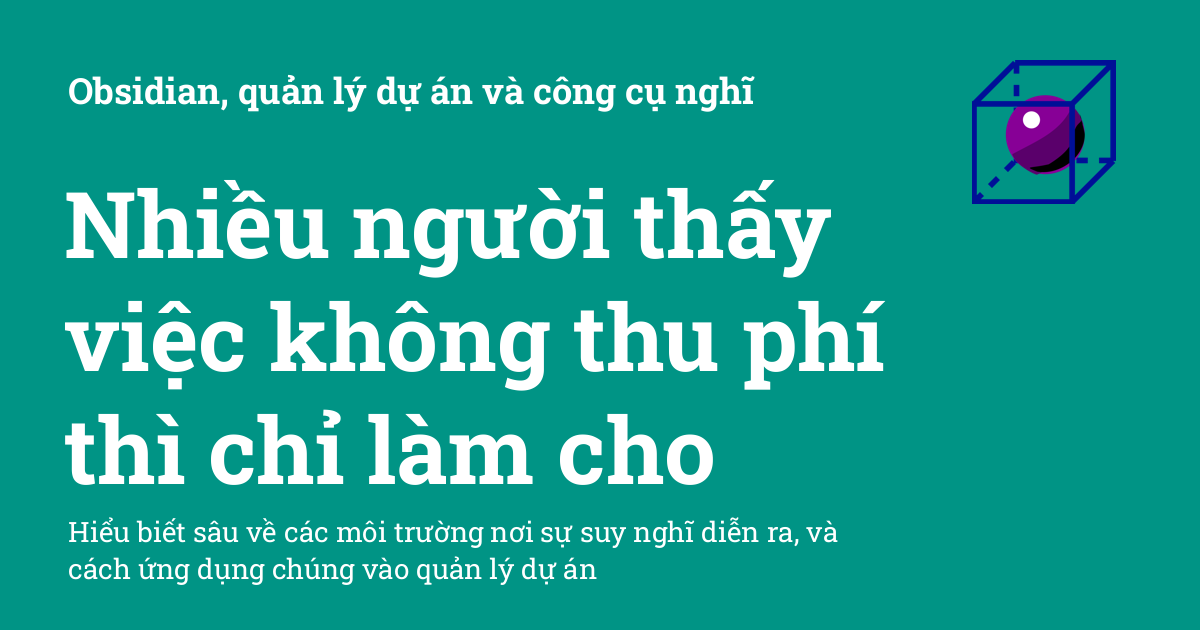 Obsidian, quản lý dự án và công cụ nghĩ
Nhiều người thấy
việc không thu phí
thì chỉ làm cho
Hiểu biết sâu về các môi trường nơi sự suy nghĩ diễn ra, và
cách ứng dụng chúng vào quản lý dự án